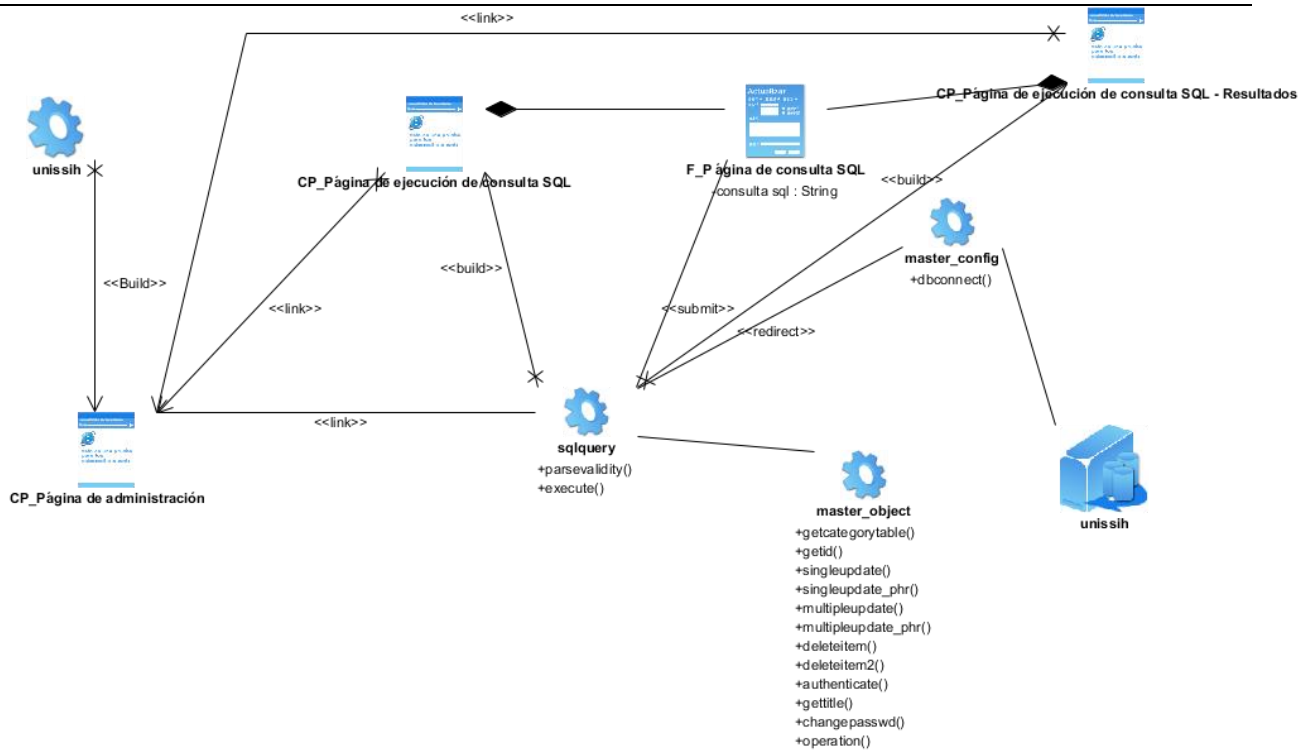 <<link>>
CP_Página de ejecución de consulta SQL - Resultados
unissih
CP_Página de ejecución de consulta SQL
Actualizar
F_Página de consulta SQL
-consulta sql : String
<<build>>
master_config
+dbconnect()
<<Build>>
<<build>>
<<link>>
<<submit>>
<<redirect>>
<<link>>
CP_Página de administración
sqlquery
+parsevalidity()
+execute()
unissih
master_object
+getcategorytable()
+getid()
+singleupdate()
+singleupdate_phr()
+multipleupdate()
+multipleupdate_phr()
+deleteitem()
+deleteitem2()
+authenticate()
+gettitle()
+changepasswd()
+operation()